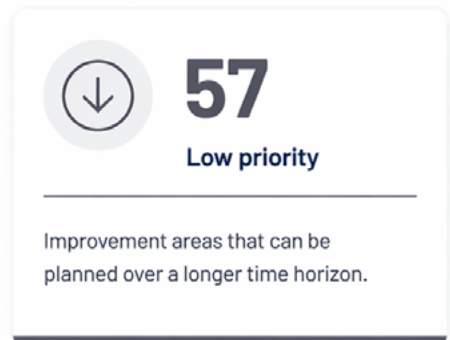 57
Low priority
Improvement areas that can be
planned over a longer time horizon.